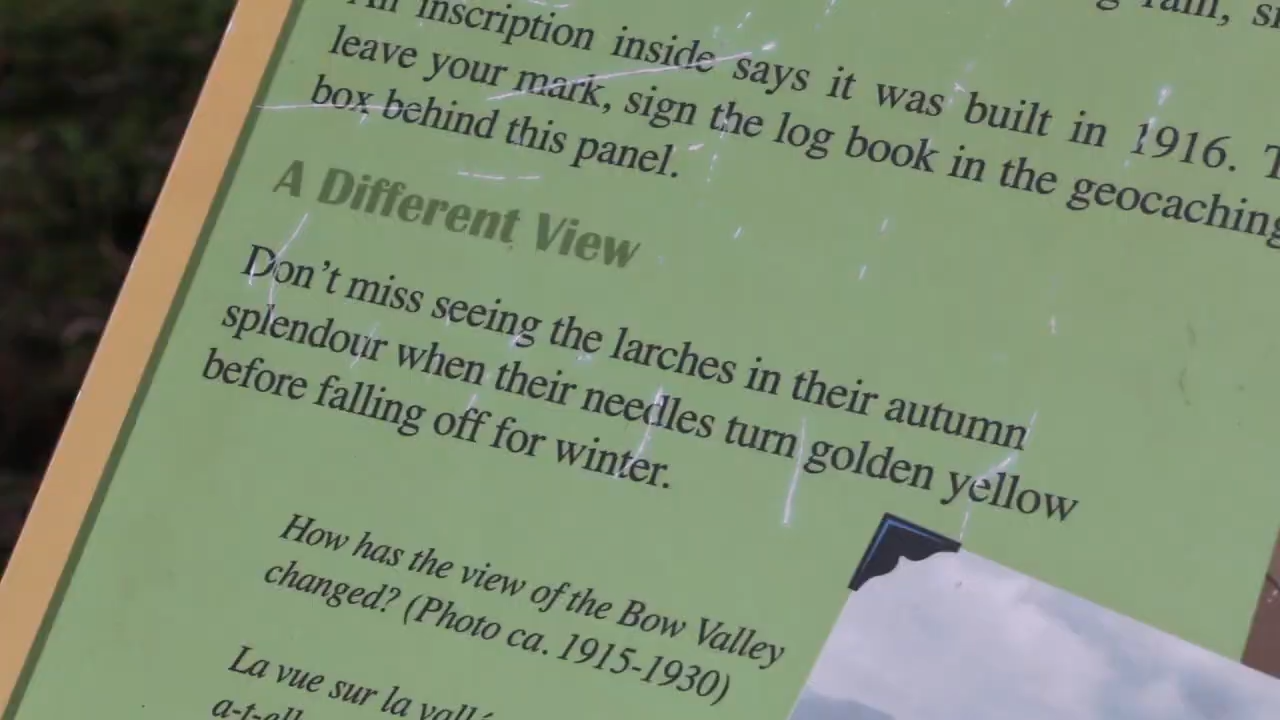 rain,
An inscription inside says it was built in 1916.
leave your mark, sign the log book in the geocaching
box behind this panel.
A Different View
Don't miss seeing the larches in their autumn
splendour when their needles turn golden yellow
before falling off for winter.
How has the view of the Bow Valley
changed? (Photo ca. 1915-1930)
La vue sur la